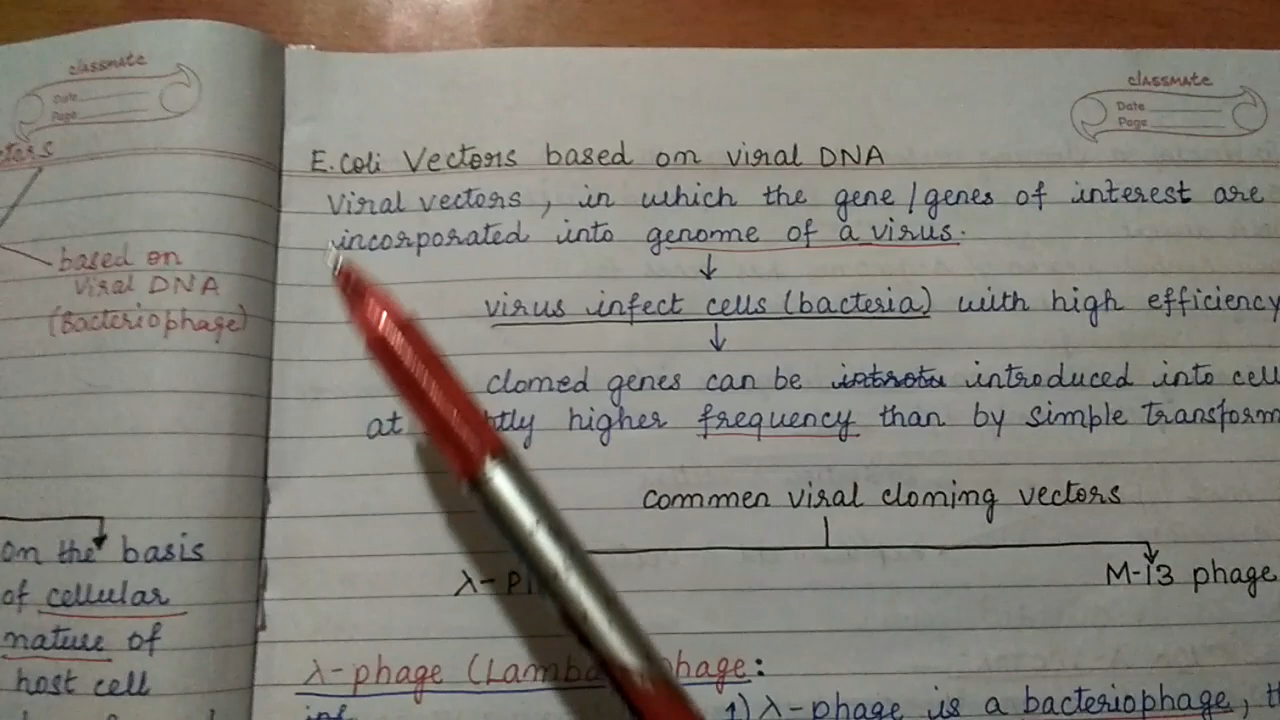 classmate
Date
Page
based on
Viral DNA
(Bacteriophage)
on the basis
of cellular
nature of
host cell
classmate
Date
Page
E.coli Vectors based on viral DNA
Viral vectors, in which the gene/genes of interest are
incorporated into genome of a virus.
↓
virus infect cells (bacteria) with high efficiency
↓
cloned genes can be introduced into cell
at higher frequency than by simple transform
commen viral cloning vectors
λ- M-13 phage
λ-phage (Lambda phage:
1) λ-phage is a bacteriophage,